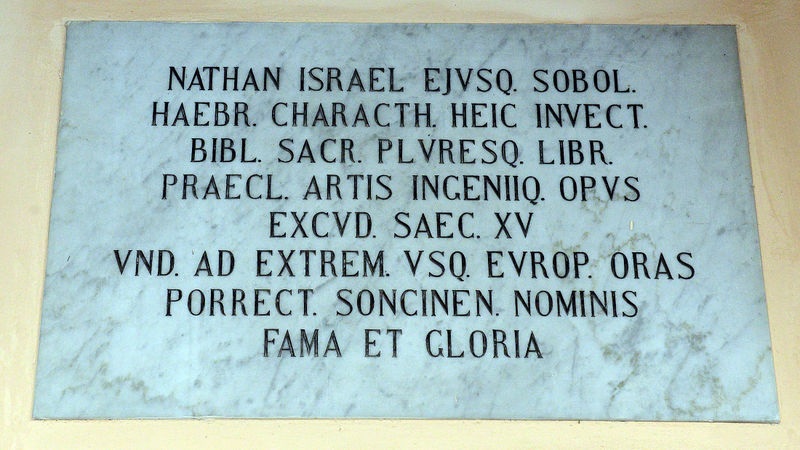 NATHAN ISRAEL EJVSQ. SOBOL.
HAEBR. CHARACTH. HEIC INVECT.
BIBL. SACR. PLVRESQ. LIBR.
PRAECL. ARTIS INGENIIQ. OPVS
EXCVD. SAEC. XV
VND. AD EXTREM. VSQ. EVROP. ORAS
PORRECT. SONCINEN. NOMINIS
FAMA ET GLORIA